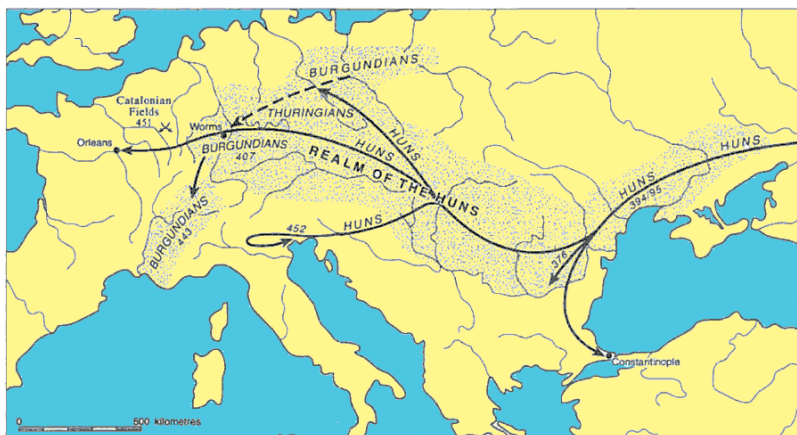 BURGUNDIANS
Catalonian
Fields
451
THURINGIANS
Worms
Orleans
BURGUNDIANS
407
HUNS
HUNS
REALM OF THE HUNS
HUNS
HUNS
394/95
BURGUNDIANS
443
452
HUNS
376
Constantinople
0
500 kilometres